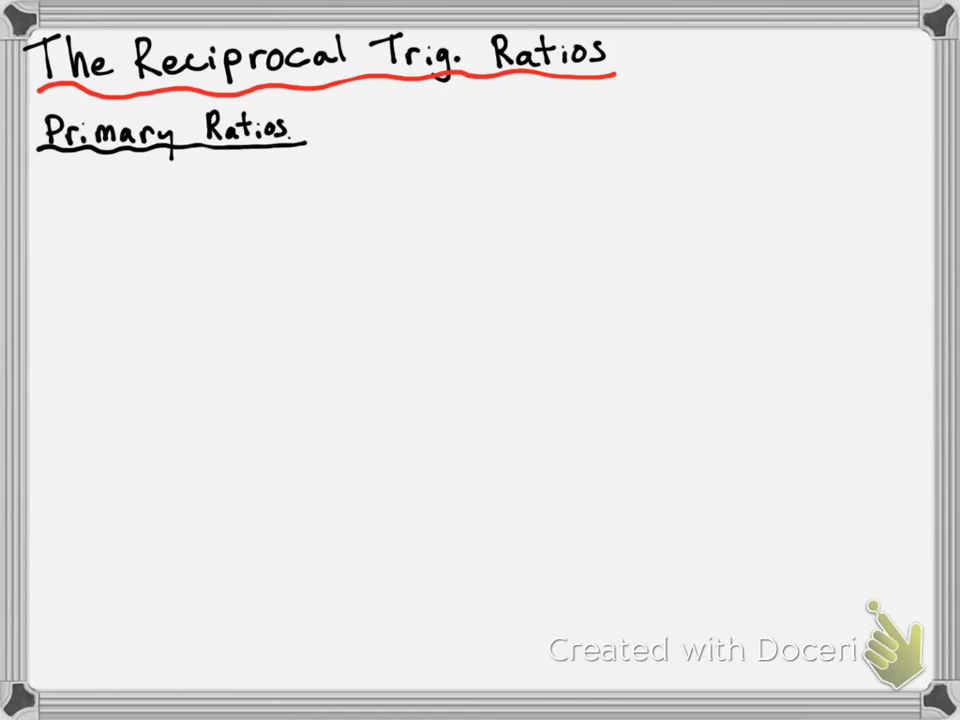 The Reciprocal Trig. Ratios
Primary Ratios.
Created with Doceri